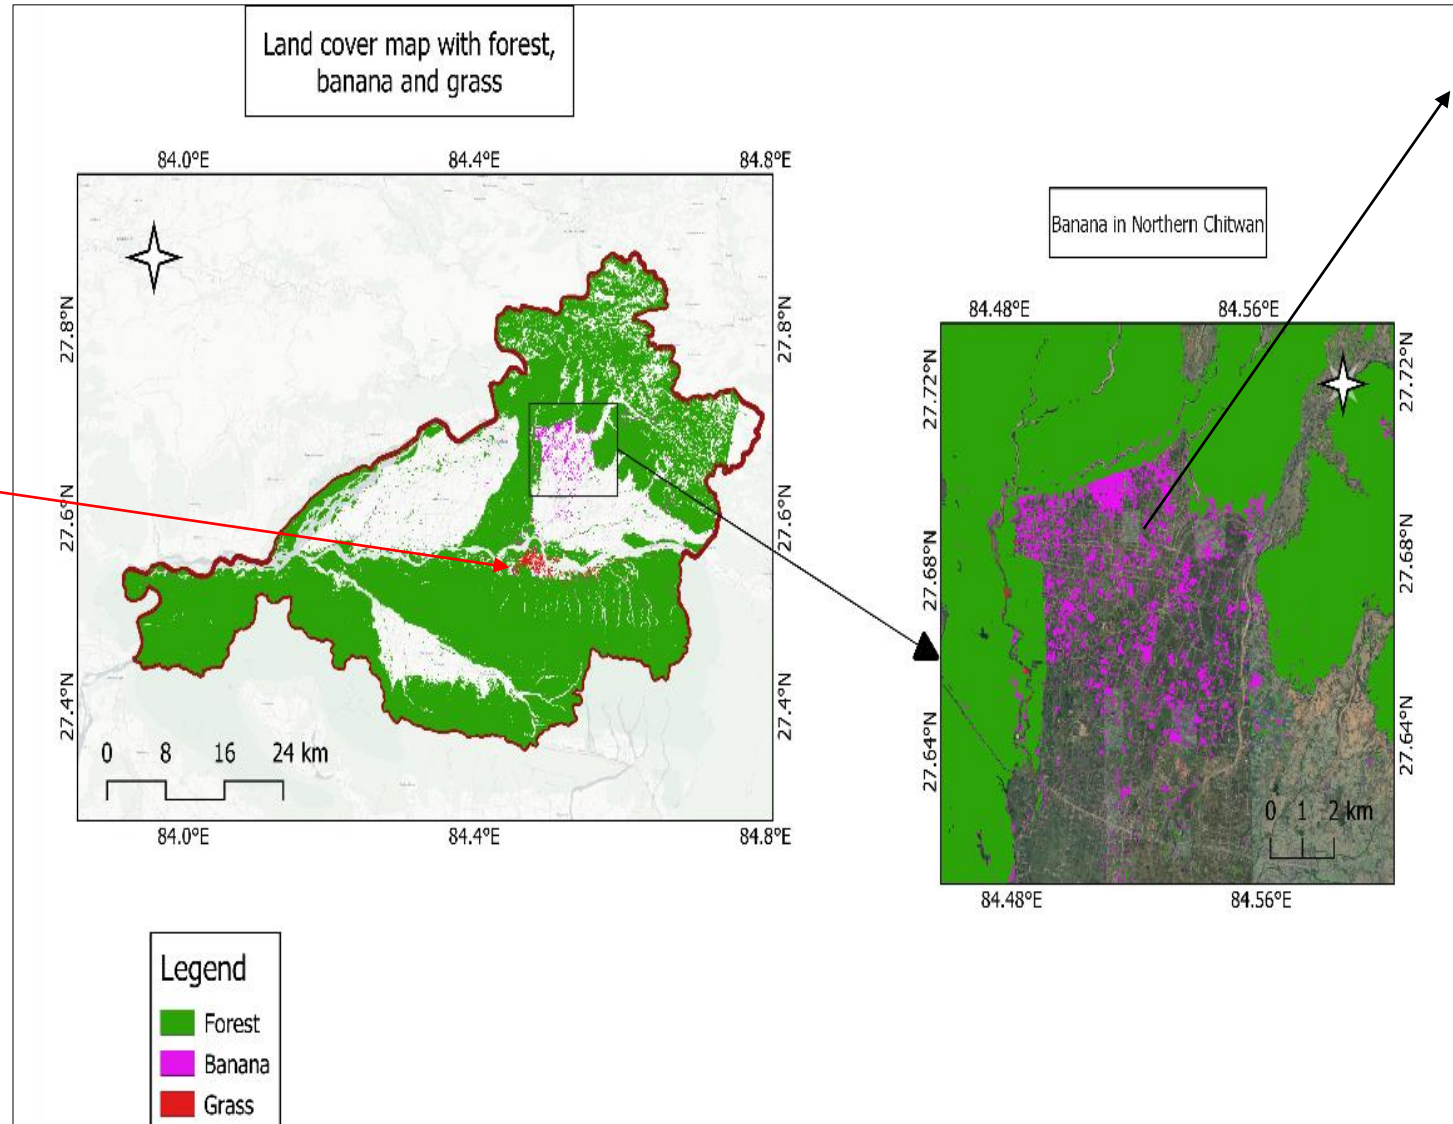 Land cover map with forest,
banana and grass
84.0°E 84.4°E 84.8°E
27.8°N 27.8°N
27.6°N 27.6°N
27.4°N 27.4°N
0 8 16 24 km
84.0°E 84.4°E 84.8°E
Banana in Northern Chitwan
84.48°E 84.56°E
27.72°N 27.72°N
27.68°N 27.68°N
27.64°N 27.64°N
0 1 2 km
84.48°E 84.56°E
Legend
Forest
Banana
Grass